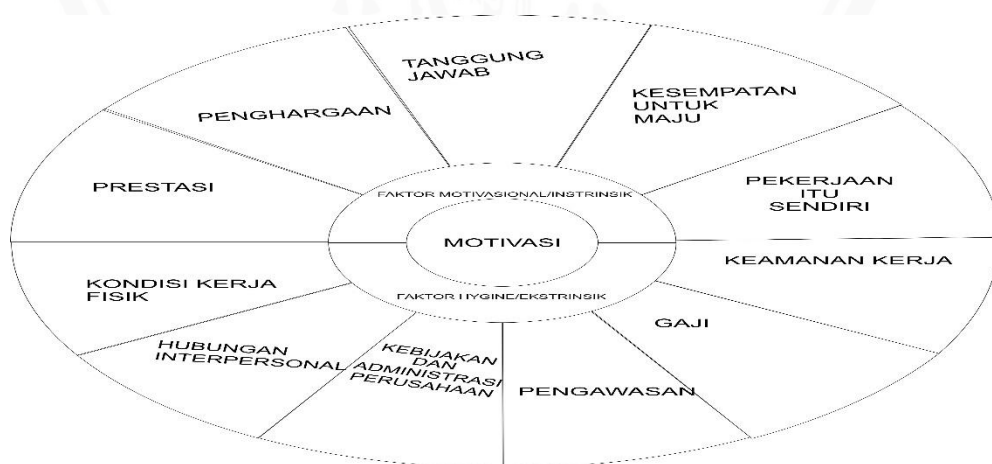 TANGGUNG
JAWAB
KESEMPATAN
UNTUK
MAJU
PENGHARGAAN
PRESTASI
PEKERJAAN
ITU
SENDIRI
FAKTOR MOTIVASIONAL/INSTRINSIK
MOTIVASI
FAKTOR HYGINE/EKSTRINSIK
KEAMANAN KERJA
KONDISI KERJA
FISIK
GAJI
HUBUNGAN
INTERPERSONAL
KEBIJAKAN
DAN
ADMINISTRASI
PERUSAHAAN
PENGAWASAN